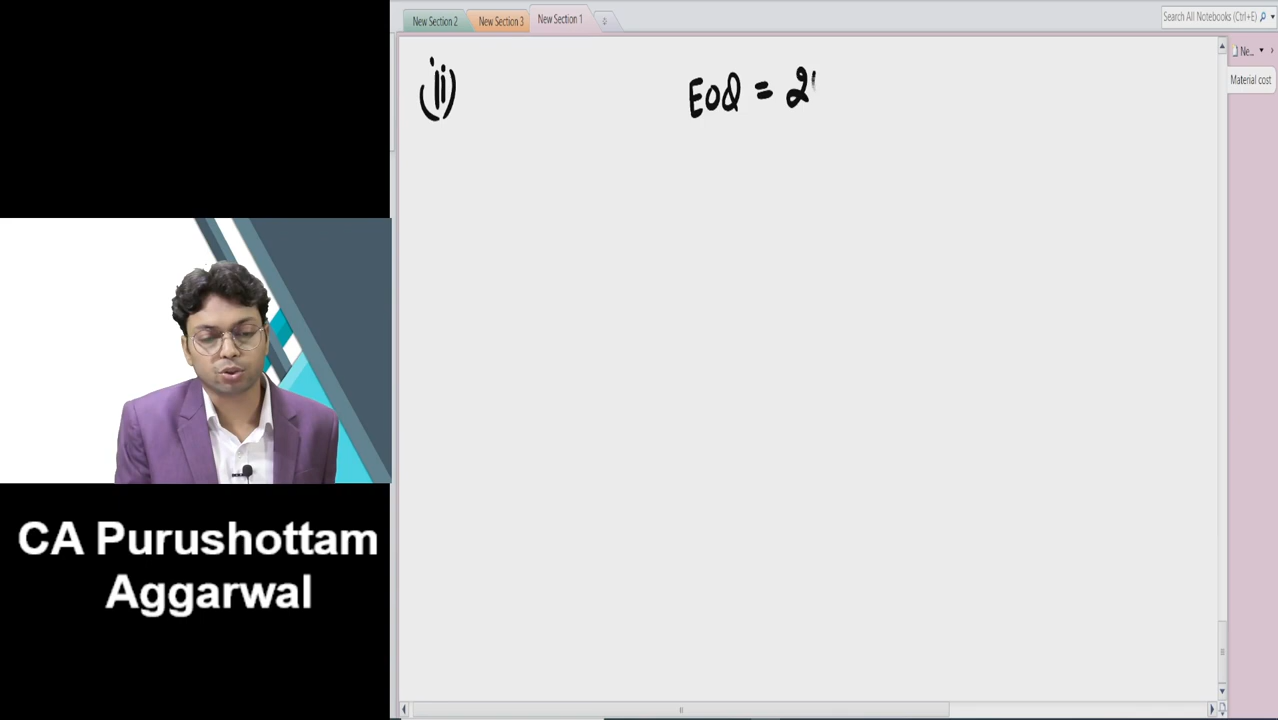 New Section 2
New Section 3
New Section 1
Search All Notebooks (Ctrl+E)
Ne...
Material cost
(ii)
EOQ = 2
CA Purushottam
Aggarwal